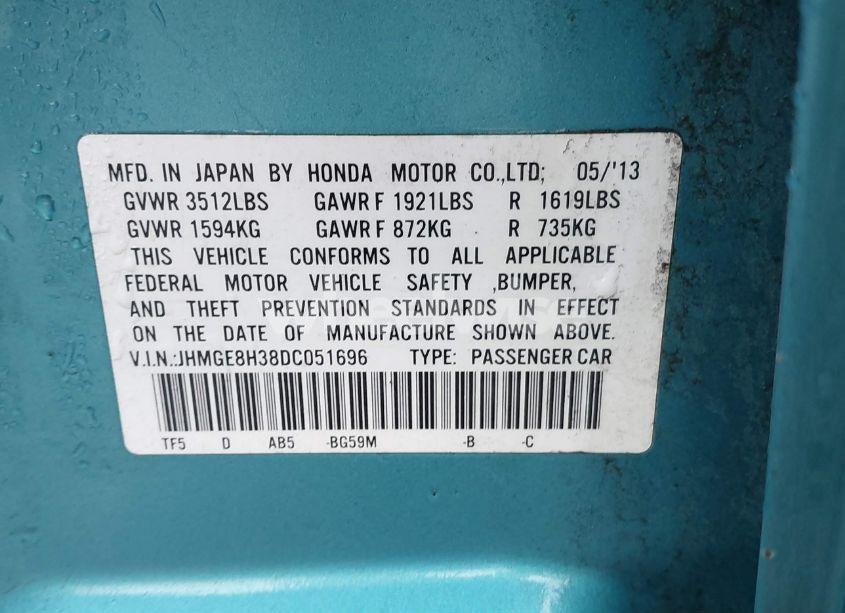 MFD. IN JAPAN BY HONDA MOTOR CO.,LTD; 05/'13
GVWR 3512LBS GAWR F 1921LBS R 1619LBS
GVWR 1594KG GAWR F 872KG R 735KG
THIS VEHICLE CONFORMS TO ALL APPLICABLE
FEDERAL MOTOR VEHICLE SAFETY ,BUMPER,
AND THEFT PREVENTION STANDARDS IN EFFECT
ON THE DATE OF MANUFACTURE SHOWN ABOVE.
V.I.N.:JHMGE8H38DC051696 TYPE: PASSENGER CAR
TF5 D AB5 -BG59M -B -C